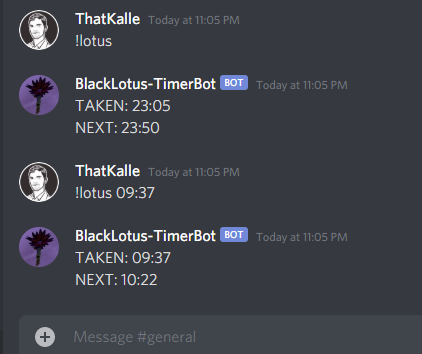 ThatKalle Today at 11:05 PM
!lotus
BlackLotus-TimerBot BOT Today at 11:05 PM
TAKEN: 23:05
NEXT: 23:50
ThatKalle Today at 11:05 PM
!lotus 09:37
BlackLotus-TimerBot BOT Today at 11:05 PM
TAKEN: 09:37
NEXT: 10:22
Message #general